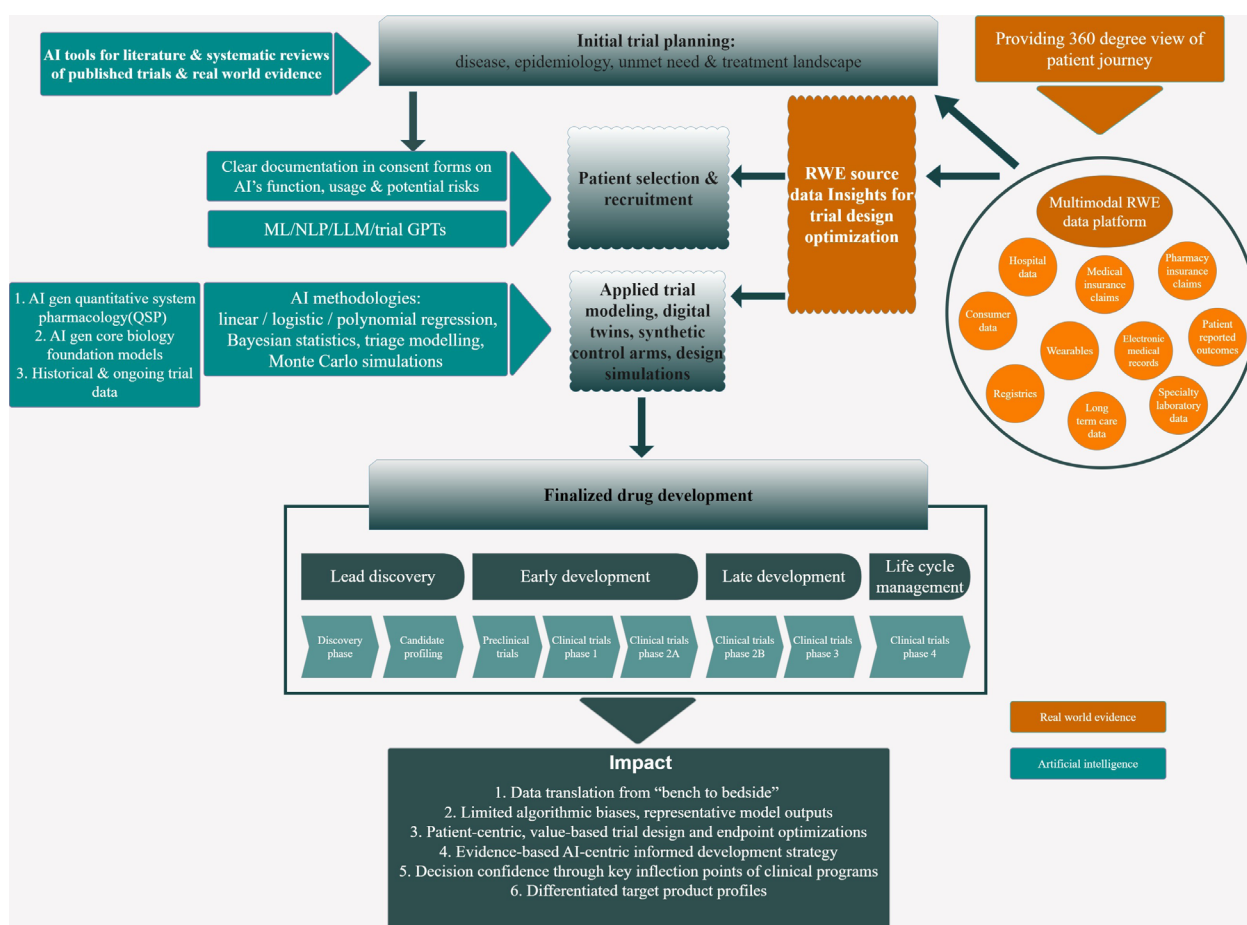 AI tools for literature & systematic reviews
of published trials & real world evidence
Initial trial planning:
disease, epidemiology, unmet need & treatment landscape
Providing 360 degree view of
patient journey
Clear documentation in consent forms on
AI's function, usage & potential risks
ML/NLP/LLM/trial GPTs
Patient selection &
recruitment
RWE source
data Insights for
trial design
optimization
Multimodal RWE
data platform
Hospital
data
Medical
insurance
claims
Pharmacy
insurance
claims
Consumer
data
Wearables
Electronic
medical
records
Patient
reported
outcomes
Registries
Long
term care
data
Specialty
laboratory
data
1. AI gen quantitative system
pharmacology(QSP)
2. AI gen core biology
foundation models
3. Historical & ongoing trial
data
AI methodologies:
linear / logistic / polynomial regression,
Bayesian statistics, triage modelling,
Monte Carlo simulations
Applied trial
modeling, digital
twins, synthetic
control arms, design
simulations
Finalized drug development
Lead discovery
Early development
Late development
Life cycle
management
Discovery
phase
Candidate
profiling
Preclinical
trials
Clinical trials
phase 1
Clinical trials
phase 2A
Clinical trials
phase 2B
Clinical trials
phase 3
Clinical trials
phase 4
Real world evidence
Artificial intelligence
Impact
1. Data translation from “bench to bedside”
2. Limited algorithmic biases, representative model outputs
3. Patient-centric, value-based trial design and endpoint optimizations
4. Evidence-based AI-centric informed development strategy
5. Decision confidence through key inflection points of clinical programs
6. Differentiated target product profiles